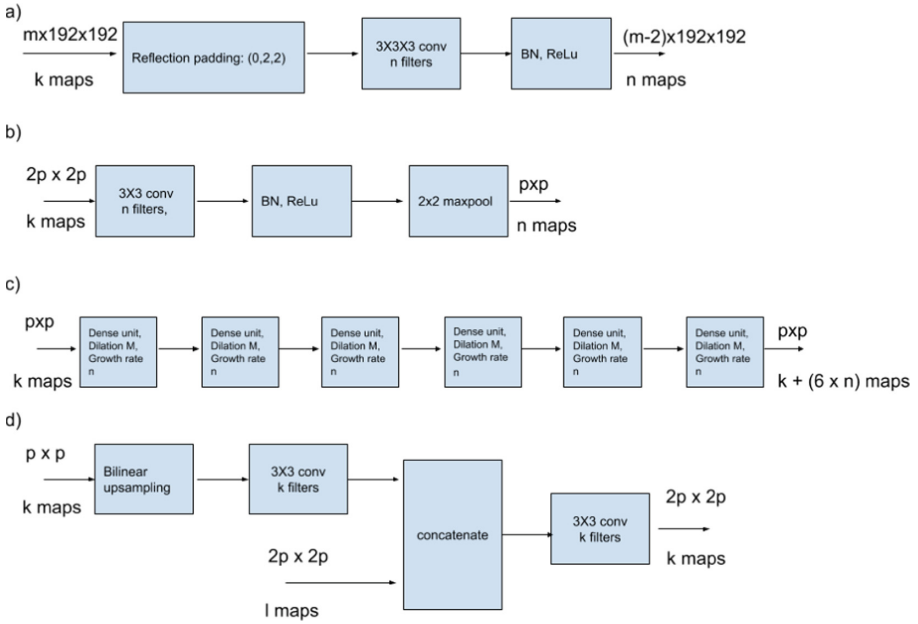 a)
mx192x192
k maps
Reflection padding: (0,2,2)
3X3X3 conv
n filters
BN, ReLu
(m-2)x192x192
n maps
b)
2p x 2p
k maps
3X3 conv
n filters,
BN, ReLu
2x2 maxpool
pxp
n maps
c)
pxp
k maps
Dense unit,
Dilation M,
Growth rate
n
Dense unit,
Dilation M,
Growth rate
n
Dense unit,
Dilation M,
Growth rate
n
Dense unit,
Dilation M,
Growth rate
n
Dense unit,
Dilation M,
Growth rate
n
Dense unit,
Dilation M,
Growth rate
n
pxp
k + (6 x n) maps
d)
p x p
k maps
Bilinear
upsampling
3X3 conv
k filters
2p x 2p
l maps
concatenate
3X3 conv
k filters
2p x 2p
k maps